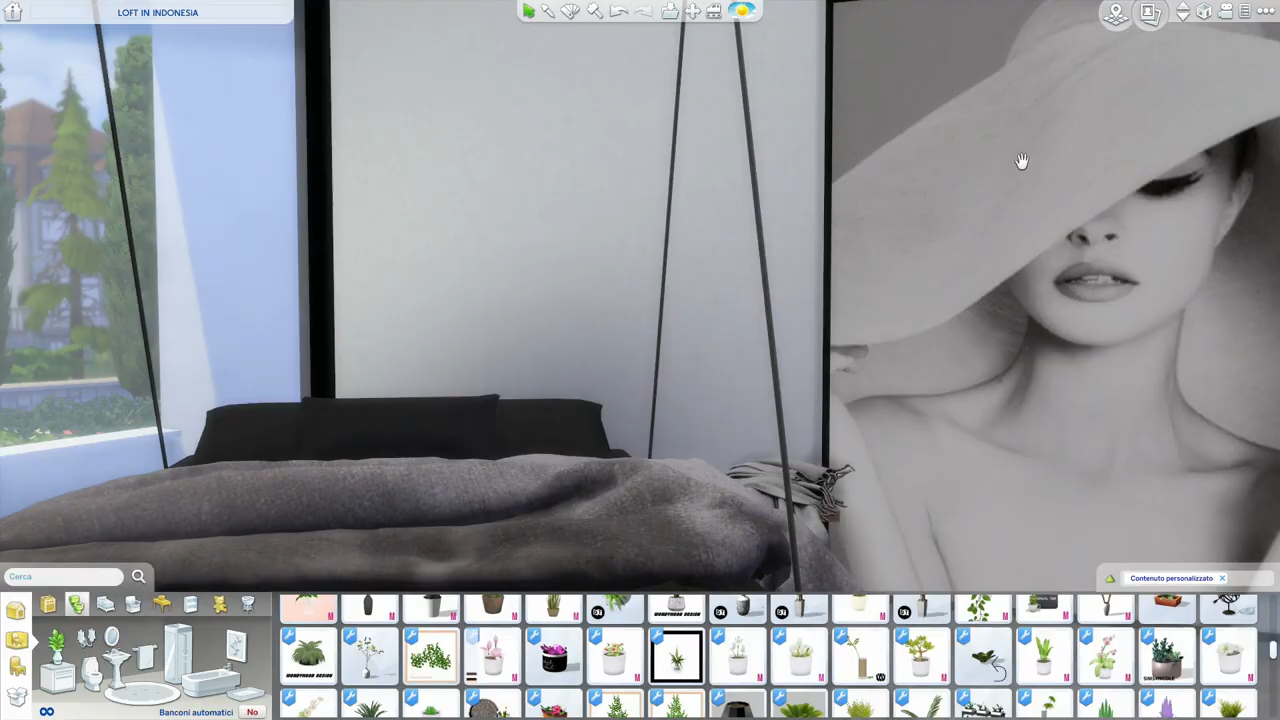 LOFT IN INDONESIA
Cerca
Contenuto personalizzato
Banconi automatici No